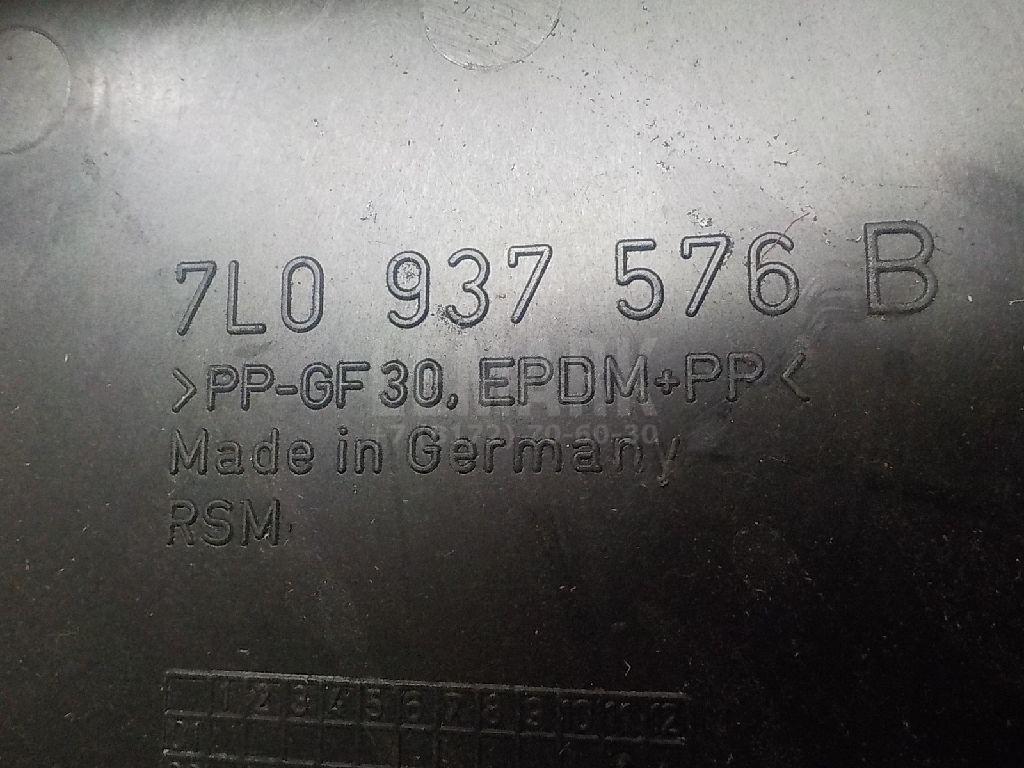 7L0 937 576 B
>PP-GF30, EPDM+PP<
Made in Germany
RSM
1 2 3 4 5 6 7 8 9 10 11 12